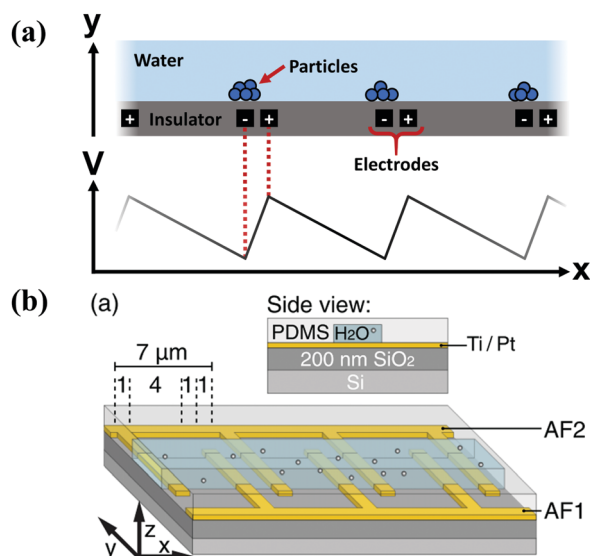 (a)
y
Water
Particles
+ Insulator - + - + - +
Electrodes
V
x
(b)
(a)
Side view:
PDMS H2O°
Ti / Pt
200 nm SiO2
Si
7 μm
1 4 1 1
AF2
AF1
z
y x